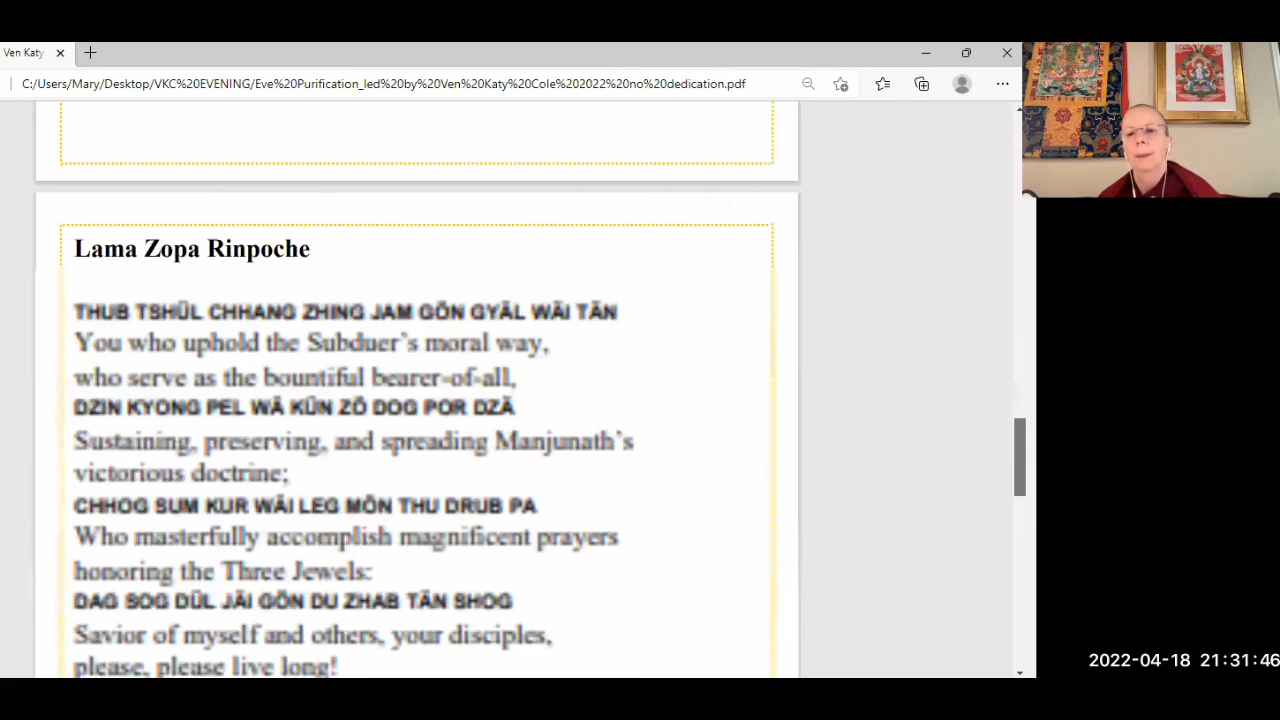 Ven Katy
C:/Users/Mary/Desktop/VKC%20EVENING/Eve%20Purification_led%20by%20Ven%20Katy%20Cole%202022%20no%20dedication.pdf
Lama Zopa Rinpoche
THUB TSHÜL CHHANG ZHING JAM GÖN GYÄL WÄI TÄN
You who uphold the Subduer’s moral way,
who serve as the bountiful bearer-of-all,
DZIN KYONG PEL WÄ KÜN ZÖ DOG POR DZÄ
Sustaining, preserving, and spreading Manjunath’s
victorious doctrine;
CHHOG SUM KUR WÄI LEG MÖN THU DRUB PA
Who masterfully accomplish magnificent prayers
honoring the Three Jewels:
DAG SOG DÜL JÄI GÖN DU ZHAB TÄN SHOG
Savior of myself and others, your disciples,
please, please live long!
2022-04-18 21:31:46